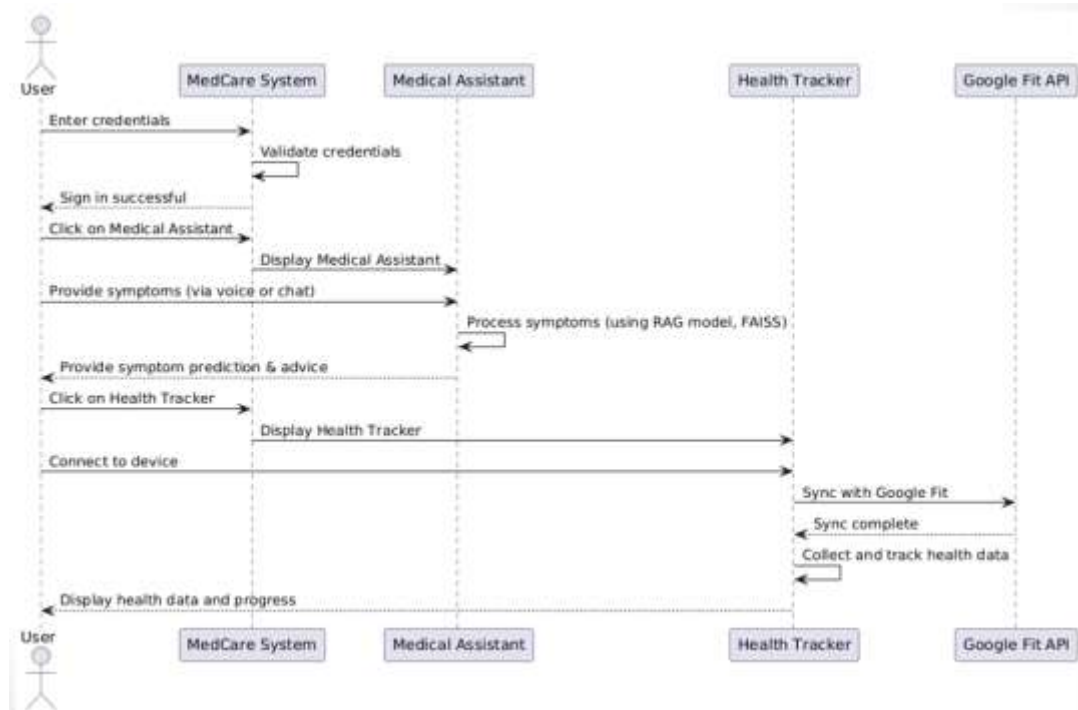 User
MedCare System
Medical Assistant
Health Tracker
Google Fit API
Enter credentials
Validate credentials
Sign in successful
Click on Medical Assistant
Display Medical Assistant
Provide symptoms (via voice or chat)
Process symptoms (using RAG model, FAISS)
Provide symptom prediction & advice
Click on Health Tracker
Display Health Tracker
Connect to device
Sync with Google Fit
Sync complete
Collect and track health data
Display health data and progress
User
MedCare System
Medical Assistant
Health Tracker
Google Fit API